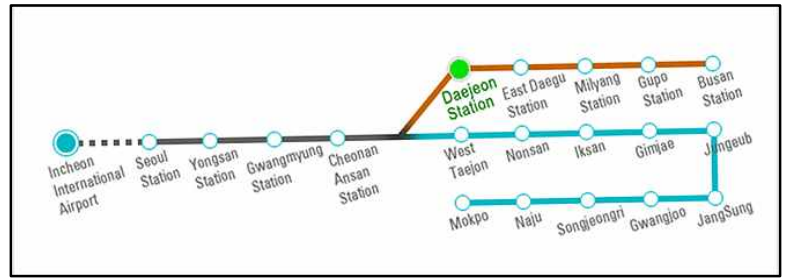 Incheon
International
Airport
Seoul
Station
Yongsan
Station
Gwangmyung
Station
Cheonan
Ansan
Station
Daejeon
Station
East Daegu
Station
Milyang
Station
Gupo
Station
Busan
Station
West
Taejon
Nonsan
Iksan
Gimjae
Jungeub
Mokpo
Naju
Songjeongri
Gwangjoo
JangSung